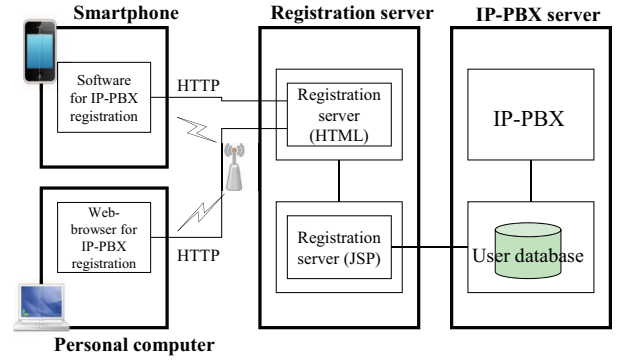 Smartphone
Registration server
IP-PBX server
Software
for IP-PBX
registration
HTTP
Registration
server
(HTML)
IP-PBX
Web-
browser for
IP-PBX
registration
HTTP
Registration
server (JSP)
User database
Personal computer